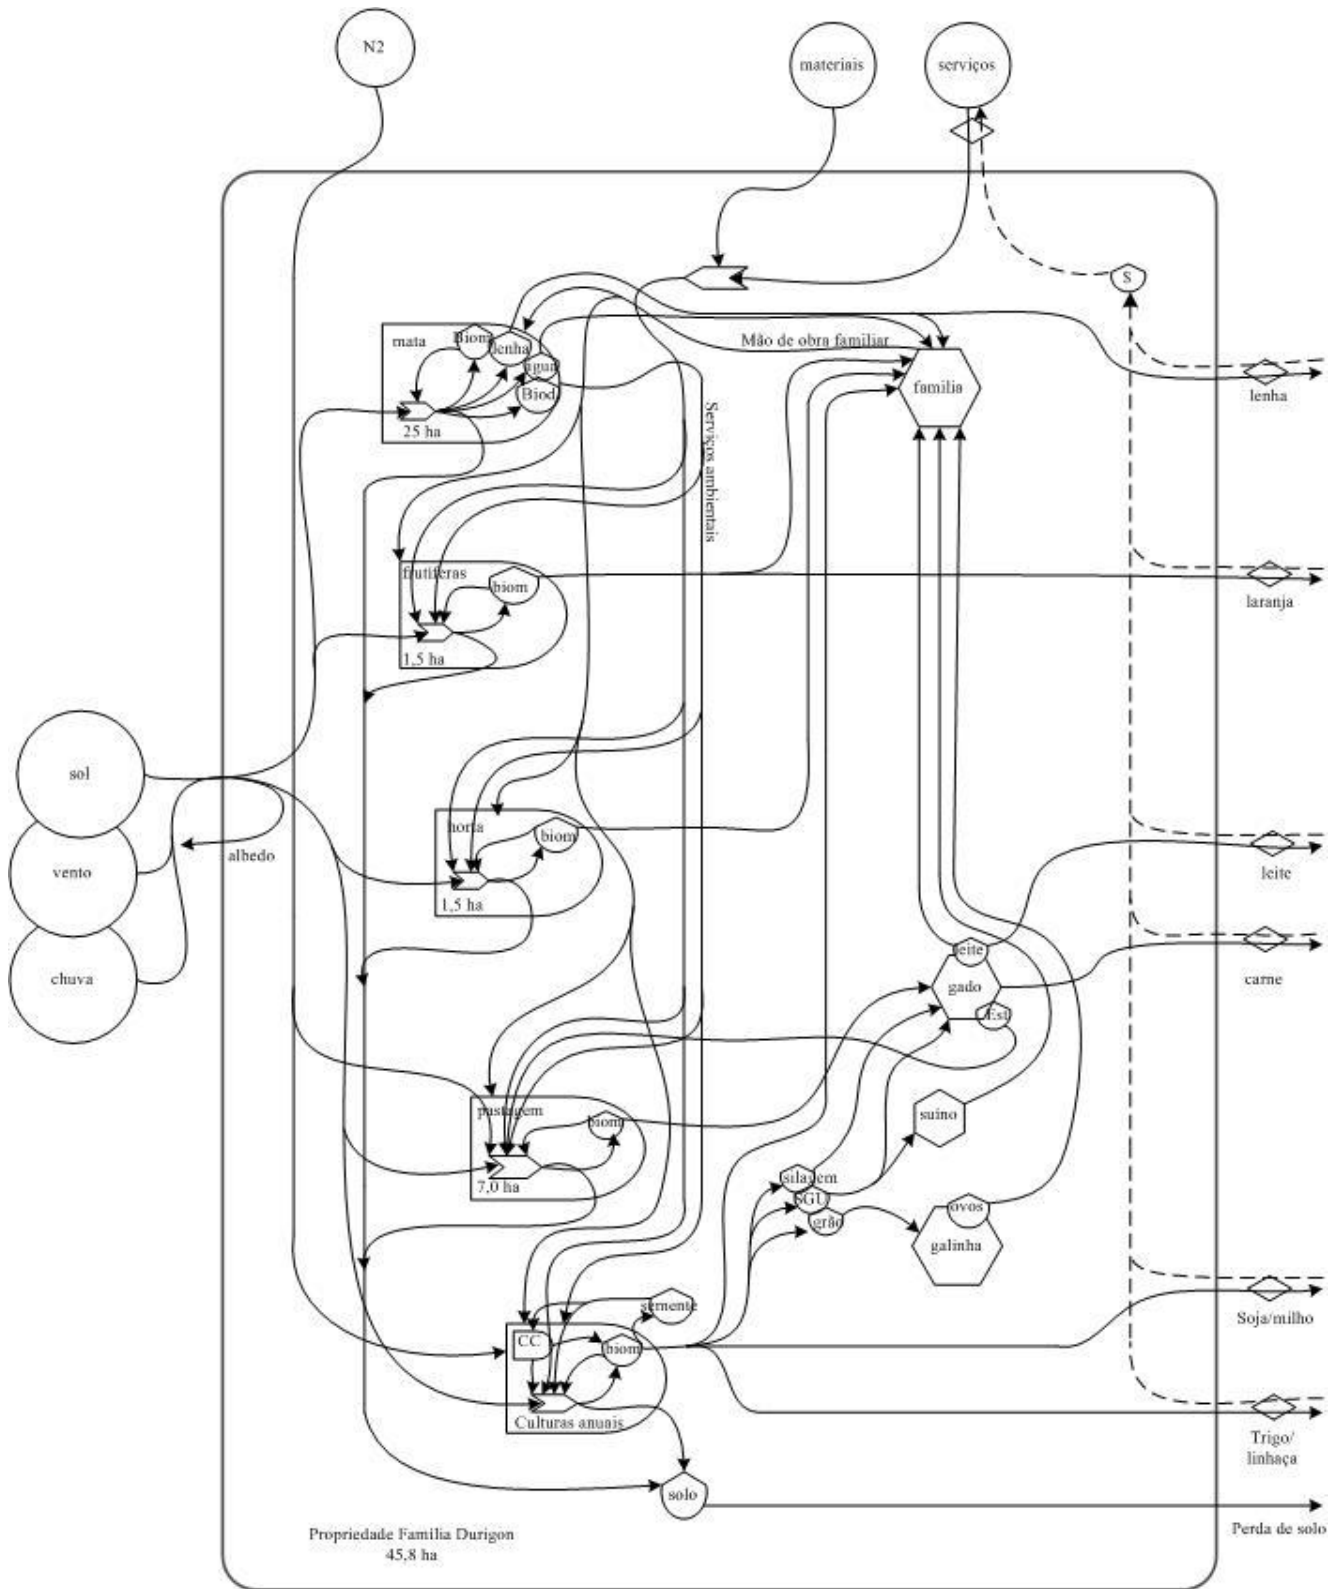 N2
materiais
serviços
S
mata
Biom
lenha
agua
Biod
25 ha
Mão de obra familiar
familia
lenha
Serviços ambientais
frutíferas
biom
1,5 ha
laranja
sol
vento
chuva
albedo
horta
biom
1,5 ha
leite
leite
gado
Est
carne
pastagem
biom
7,0 ha
suíno
silagem
SGU
grão
ovos
galinha
semente
CC
biom
Culturas anuais
Soja/milho
Trigo/
linhaça
solo
Perda de solo
Propriedade Família Durigon
45,8 ha